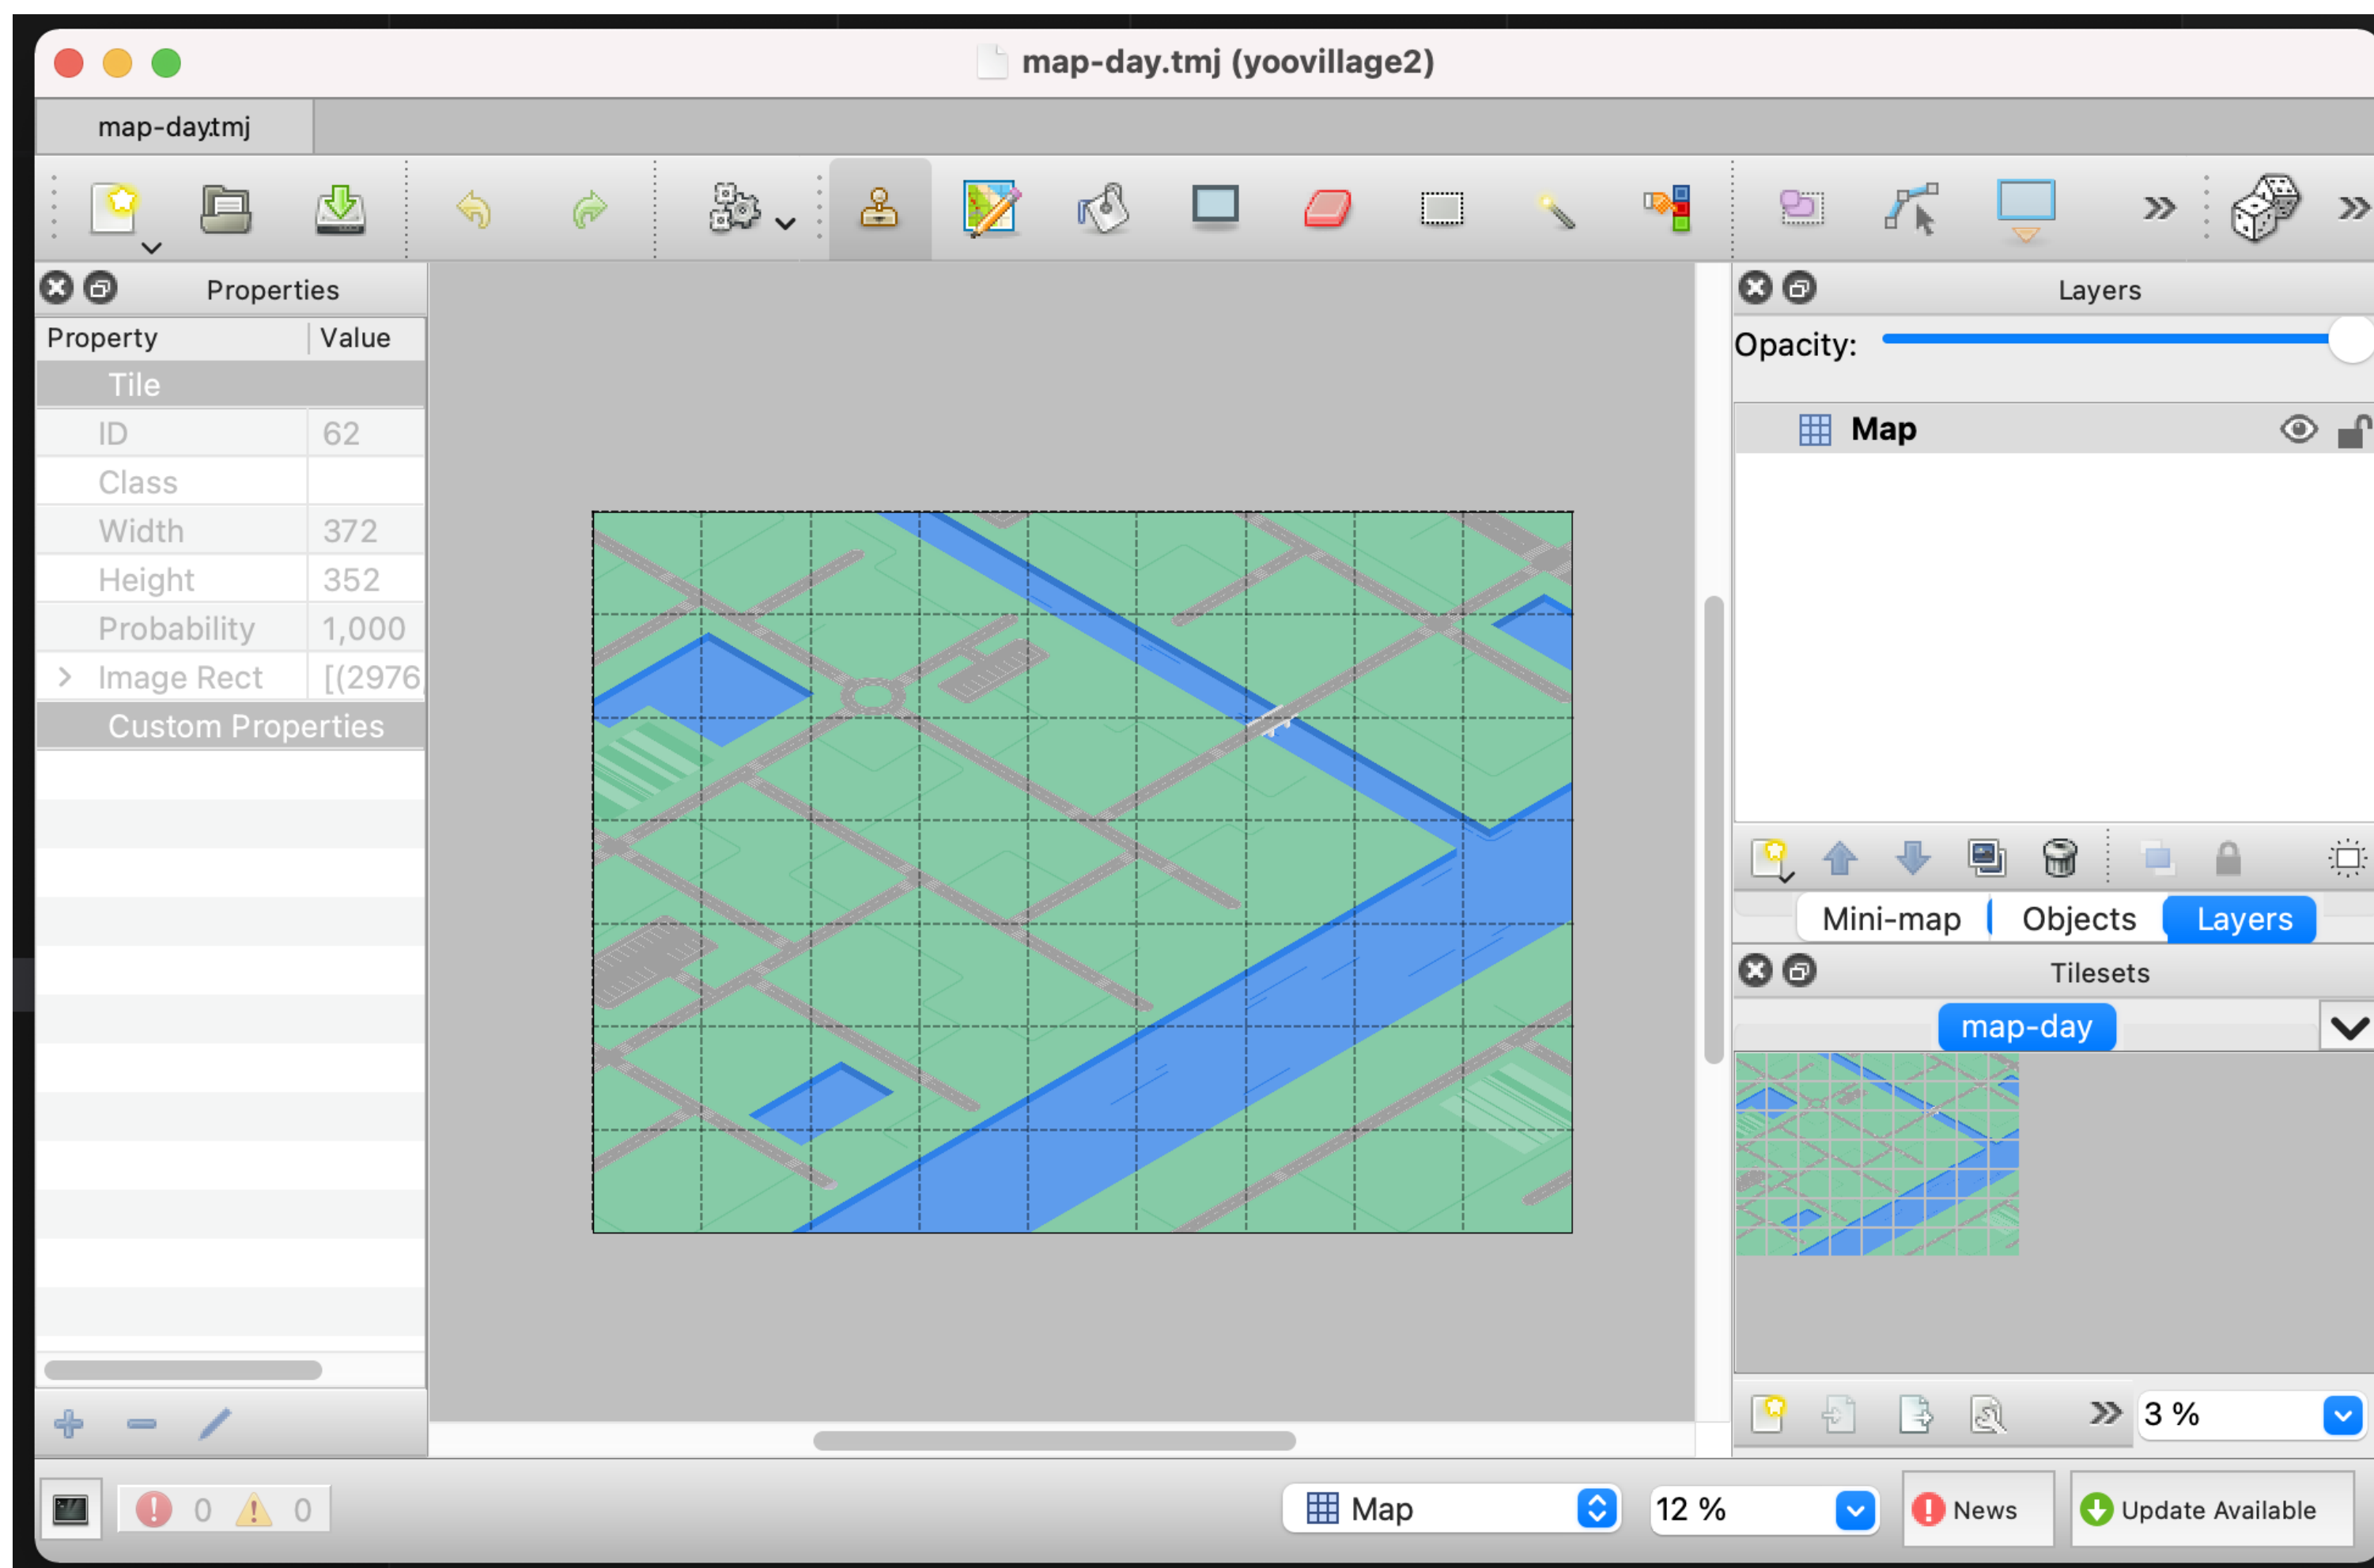 map-day.tmj (yoovillage2)
map-day.tmj
Properties
Property Value
Tile
ID 62
Class
Width 372
Height 352
Probability 1,000
Image Rect [(2976,
Custom Properties
Layers
Opacity:
Map
Mini-map Objects Layers
Tilesets
map-day
3 %
0 0
Map
12 %
News
Update Available